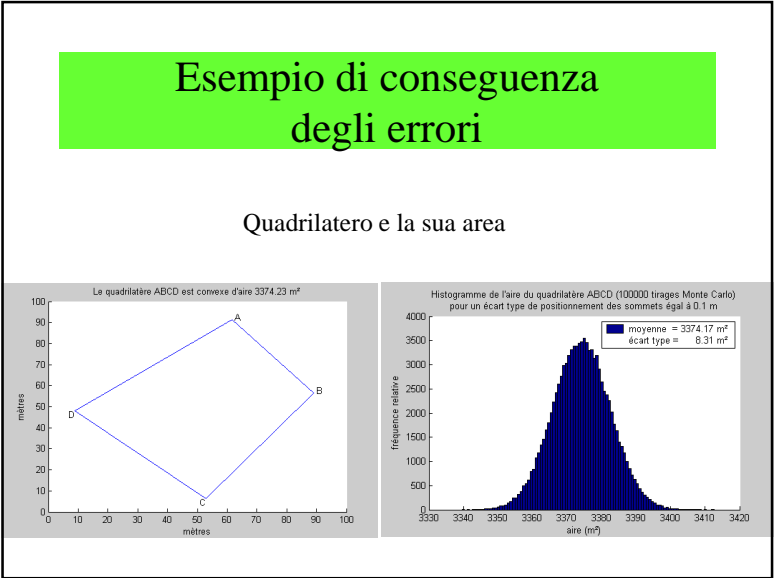 Esempio di conseguenza
degli errori
Quadrilatero e la sua area
Le quadrilatère ABCD est convexe d'aire 3374.23 m²
100
90
80
70
60
50
40
30
20
10
0
mètres
A
B
C
D
0 10 20 30 40 50 60 70 80 90 100
mètres
Histogramme de l'aire du quadrilatère ABCD (100000 tirages Monte Carlo)
pour un écart type de positionnement des sommets égal à 0.1 m
4000
3500
3000
2500
2000
1500
1000
500
0
fréquence relative
moyenne = 3374.17 m²
écart type = 8.31 m²
3330 3340 3350 3360 3370 3380 3390 3400 3410 3420
aire (m²)